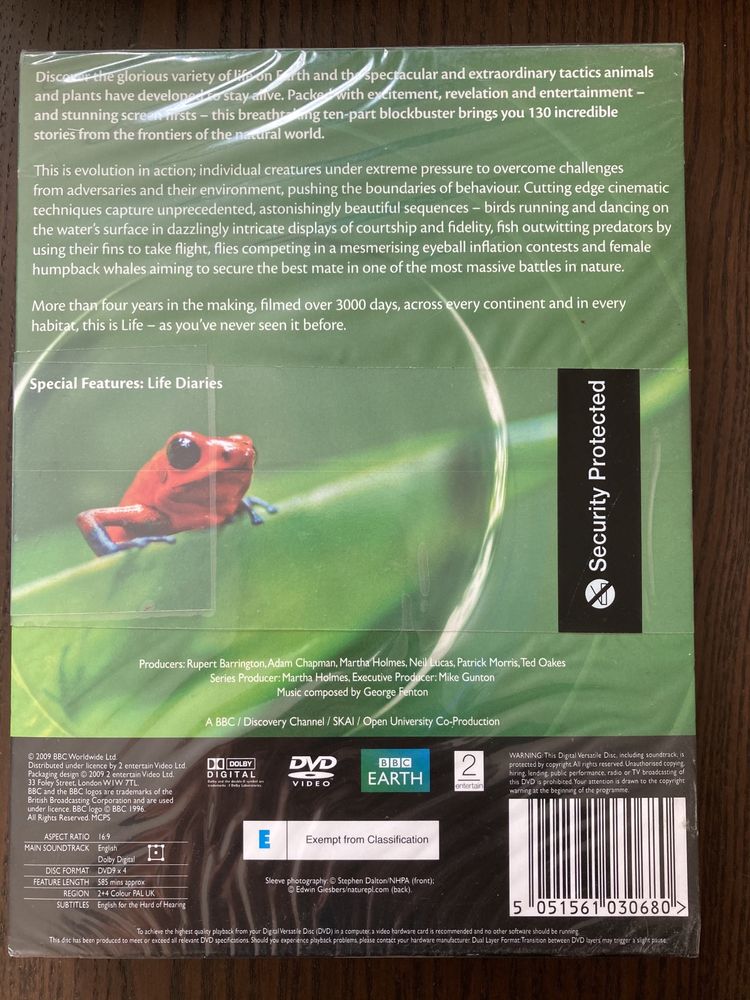 Discover the glorious variety of life on Earth and the spectacular and extraordinary tactics animals
and plants have developed to stay alive. Packed with excitement, revelation and entertainment –
and stunning screen firsts – this breathtaking ten-part blockbuster brings you 130 incredible
stories from the frontiers of the natural world.
This is evolution in action; individual creatures under extreme pressure to overcome challenges
from adversaries and their environment, pushing the boundaries of behaviour. Cutting edge cinematic
techniques capture unprecedented, astonishingly beautiful sequences – birds running and dancing on
the water's surface in dazzlingly intricate displays of courtship and fidelity, fish outwitting predators by
using their fins to take flight, flies competing in a mesmerising eyeball inflation contests and female
humpback whales aiming to secure the best mate in one of the most massive battles in nature.
More than four years in the making, filmed over 3000 days, across every continent and in every
habitat, this is Life – as you've never seen it before.
Special Features: Life Diaries
Security Protected
Producers: Rupert Barrington, Adam Chapman, Martha Holmes, Neil Lucas, Patrick Morris, Ted Oakes
Series Producer: Martha Holmes, Executive Producer: Mike Gunton
Music composed by George Fenton
A BBC / Discovery Channel / SKAI / Open University Co-Production
© 2009 BBC Worldwide Ltd.
Distributed under licence by 2 entertain Video Ltd.
Packaging design © 2009 2 entertain Video Ltd.
33 Foley Street, London W1W 7TL.
BBC and the BBC logos are trademarks of the
British Broadcasting Corporation and are used
under licence. BBC logo © BBC 1996.
All Rights Reserved. MCPS
DOLBY
DIGITAL
Dolby and the double-D symbol are
trademarks of Dolby Laboratories
DVD
VIDEO
BBC
EARTH
2
entertain
WARNING: This Digital Versatile Disc, including soundtrack, is
protected by copyright. All rights reserved. Unauthorised copying,
hiring, lending, public performance, radio or TV broadcasting of
this DVD is prohibited. Your attention is drawn to the copyright
warning at the beginning of the programme.
ASPECT RATIO 16:9
MAIN SOUNDTRACK English
Dolby Digital
DISC FORMAT DVD9 x 4
FEATURE LENGTH 585 mins approx
REGION 2+4 Colour PAL UK
SUBTITLES English for the Hard of Hearing
E Exempt from Classification
Sleeve photography: © Stephen Dalton/NHPA (front);
© Edwin Giesbers/naturepl.com (back).
5 051561 030680 >
To achieve the highest quality playback from your Digital Versatile Disc (DVD) in a computer, a video hardware card is recommended and no other software should be running.
This disc has been produced to meet or exceed all relevant DVD specifications. Should you experience playback problems, please contact your hardware manufacturer. Dual Layer Format: Transition between DVD layers may trigger a slight pause.